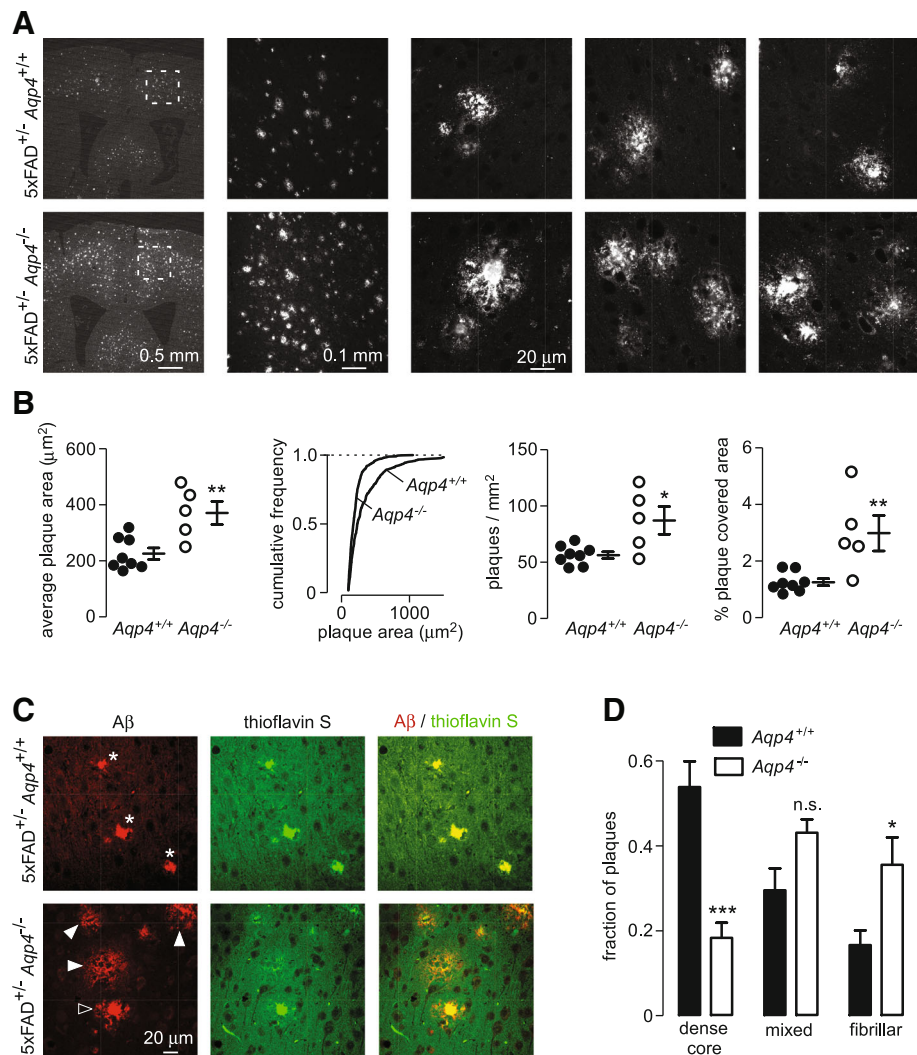 A
5xFAD+/- Aqp4+/+
5xFAD+/- Aqp4-/-
0.5 mm
0.1 mm
20 µm
B
average plaque area (µm2)
600
400
200
0
Aqp4+/+
Aqp4-/-
**
cumulative frequency
1.0
0.5
0
Aqp4+/+
Aqp4-/-
0
1000
plaque area (µm2)
plaques / mm2
150
100
50
0
Aqp4+/+
Aqp4-/-
*
% plaque covered area
6
4
2
0
Aqp4+/+
Aqp4-/-
**
C
Aβ
thioflavin S
Aβ / thioflavin S
5xFAD+/- Aqp4+/+
*
*
*
5xFAD+/- Aqp4-/-
20 µm
D
Aqp4+/+
Aqp4-/-
fraction of plaques
0.6
0.4
0.2
0
***
n.s.
*
dense core
mixed
fibrillar